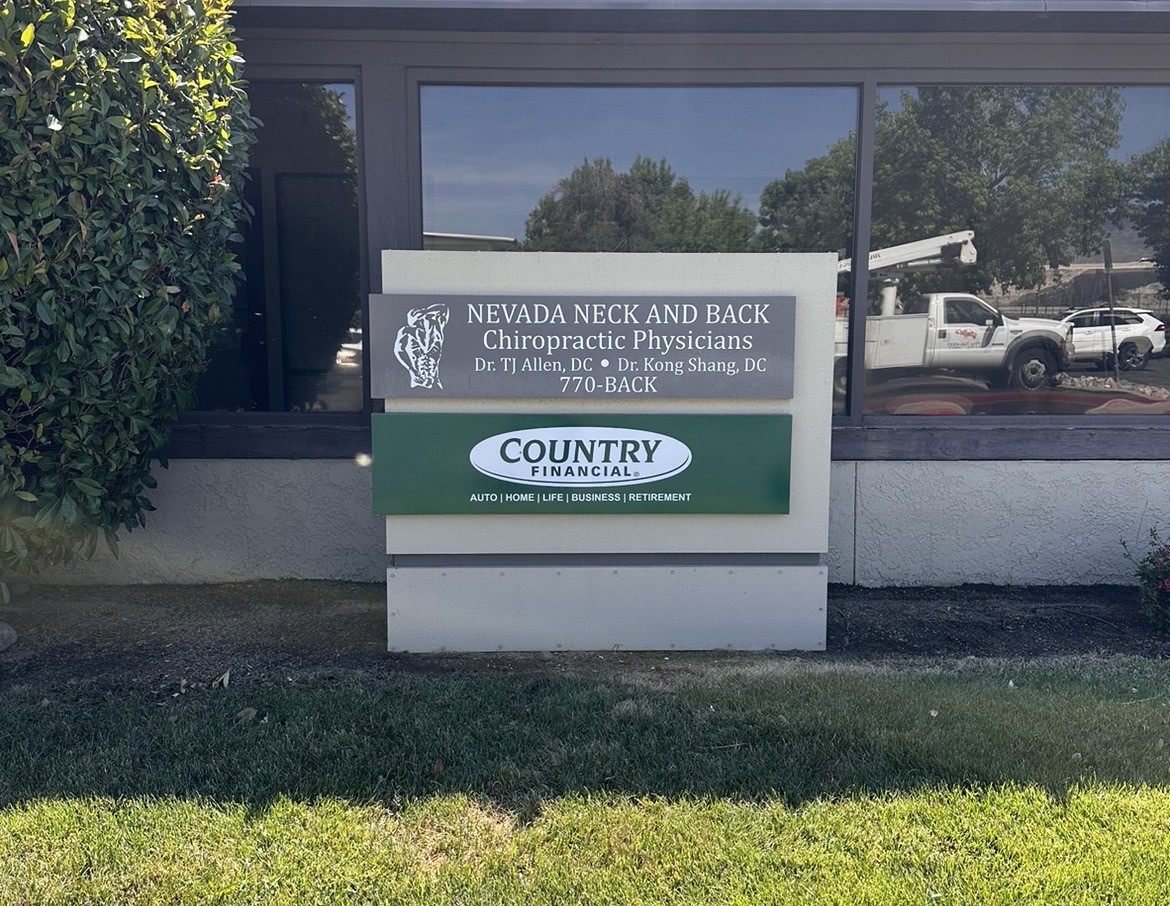 NEVADA NECK AND BACK
Chiropractic Physicians
Dr. TJ Allen, DC • Dr. Kong Shang, DC
770-BACK
COUNTRY
FINANCIAL®
AUTO | HOME | LIFE | BUSINESS | RETIREMENT